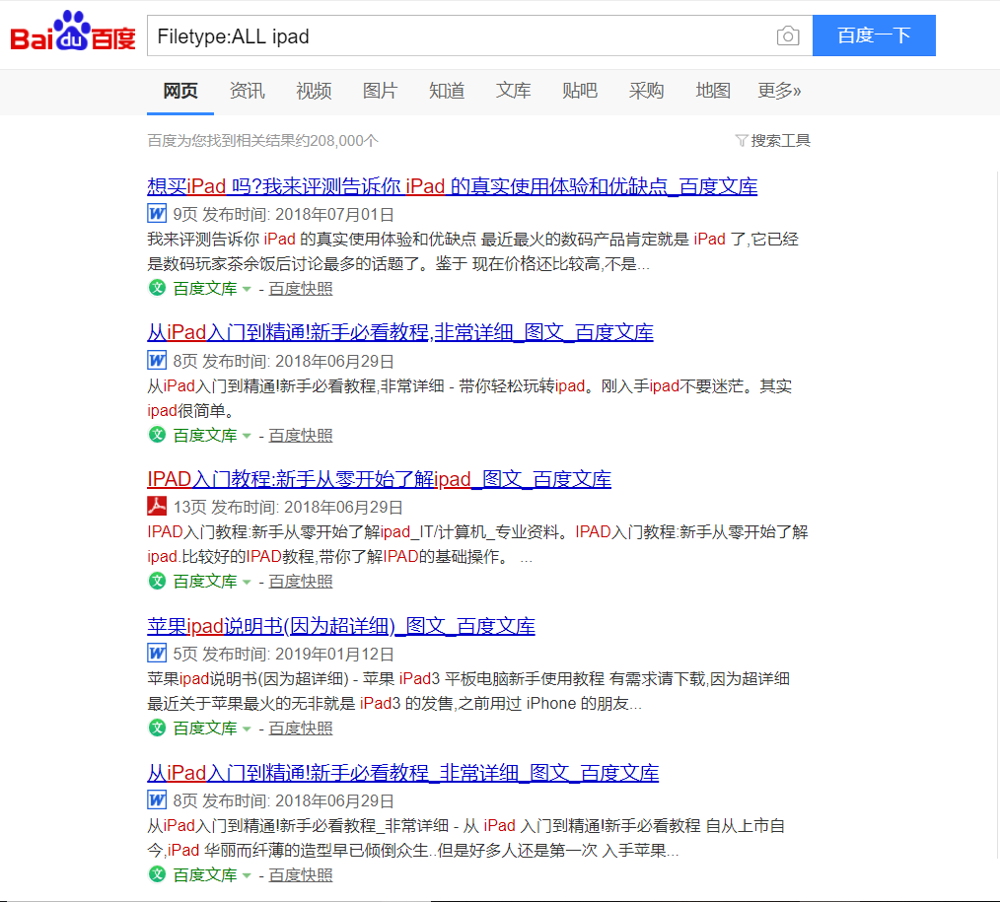 Bai du 百度
Filetype:ALL ipad
百度一下
网页 资讯 视频 图片 知道 文库 贴吧 采购 地图 更多»
百度为您找到相关结果约208,000个
搜索工具
想买iPad 吗?我来评测告诉你 iPad 的真实使用体验和优缺点_百度文库
W 9页 发布时间: 2018年07月01日
我来评测告诉你 iPad 的真实使用体验和优缺点 最近最火的数码产品肯定就是 iPad 了,它已经
是数码玩家茶余饭后讨论最多的话题了。鉴于 现在价格还比较高,不是...
文 百度文库 - 百度快照
从iPad入门到精通!新手必看教程,非常详细_图文_百度文库
W 8页 发布时间: 2018年06月29日
从iPad入门到精通!新手必看教程,非常详细 - 带你轻松玩转ipad。刚入手ipad不要迷茫。其实
ipad很简单。
文 百度文库 - 百度快照
IPAD入门教程:新手从零开始了解ipad_图文_百度文库
13页 发布时间: 2018年06月29日
IPAD入门教程:新手从零开始了解ipad_IT/计算机_专业资料。IPAD入门教程:新手从零开始了解
ipad.比较好的IPAD教程,带你了解IPAD的基础操作。 ...
文 百度文库 - 百度快照
苹果ipad说明书(因为超详细)_图文_百度文库
W 5页 发布时间: 2019年01月12日
苹果ipad说明书(因为超详细) - 苹果 iPad3 平板电脑新手使用教程 有需求请下载,因为超详细
最近关于苹果最火的无非就是 iPad3 的发售,之前用过 iPhone 的朋友...
文 百度文库 - 百度快照
从iPad入门到精通!新手必看教程_非常详细_图文_百度文库
W 8页 发布时间: 2018年06月29日
从iPad入门到精通!新手必看教程_非常详细 - 从 iPad 入门到精通!新手必看教程 自从上市自
今,iPad 华丽而纤薄的造型早已倾倒众生..但是好多人还是第一次 入手苹果...
文 百度文库 - 百度快照